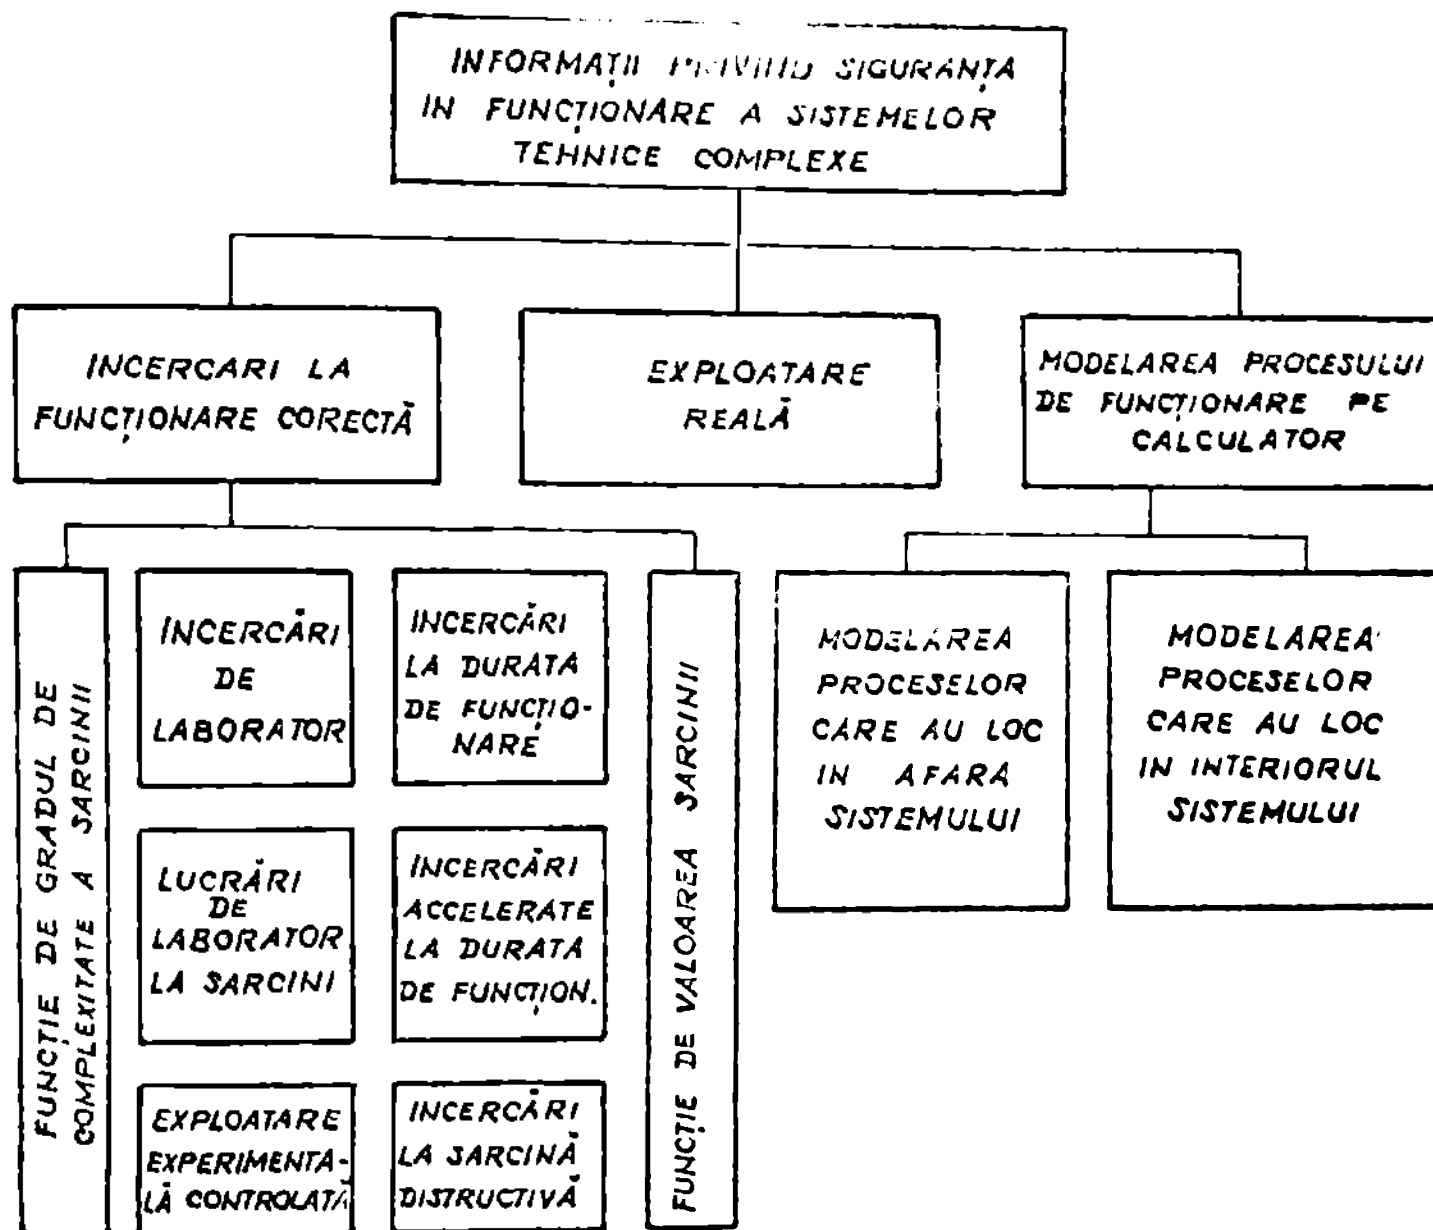 INFORMAȚII PRIVIND SIGURANȚA
IN FUNCȚIONARE A SISTEMELOR
TEHNICE COMPLEXE
INCERCARI LA
FUNCȚIONARE CORECTĂ
EXPLOATARE
REALĂ
MODELAREA PROCESULUI
DE FUNCȚIONARE PE
CALCULATOR
FUNCȚIE DE GRADUL DE
COMPLEXITATE A SARCINII
INCERCĂRI
DE
LABORATOR
INCERCĂRI
LA DURATA
DE FUNCȚIO-
NARE
LUCRĂRI
DE
LABORATOR
LA SARCINI
INCERCĂRI
ACCELERATE
LA DURATA
DE FUNCȚION.
EXPLOATARE
EXPERIMENTA-
LĂ CONTROLATĂ
INCERCĂRI
LA SARCINĂ
DISTRUCTIVĂ
FUNCȚIE DE VALOAREA SARCINII
MODELAREA
PROCESELOR
CARE AU LOC
IN AFARA
SISTEMULUI
MODELAREA
PROCESELOR
CARE AU LOC
IN INTERIORUL
SISTEMULUI